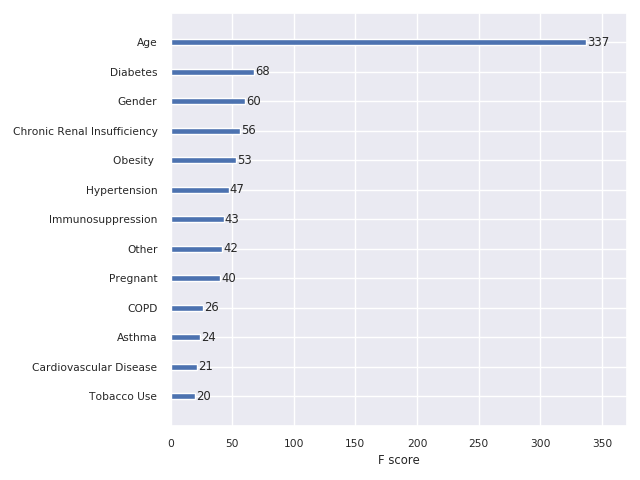 Age 337
Diabetes 68
Gender 60
Chronic Renal Insufficiency 56
Obesity 53
Hypertension 47
Immunosuppression 43
Other 42
Pregnant 40
COPD 26
Asthma 24
Cardiovascular Disease 21
Tobacco Use 20
0 50 100 150 200 250 300 350
F score